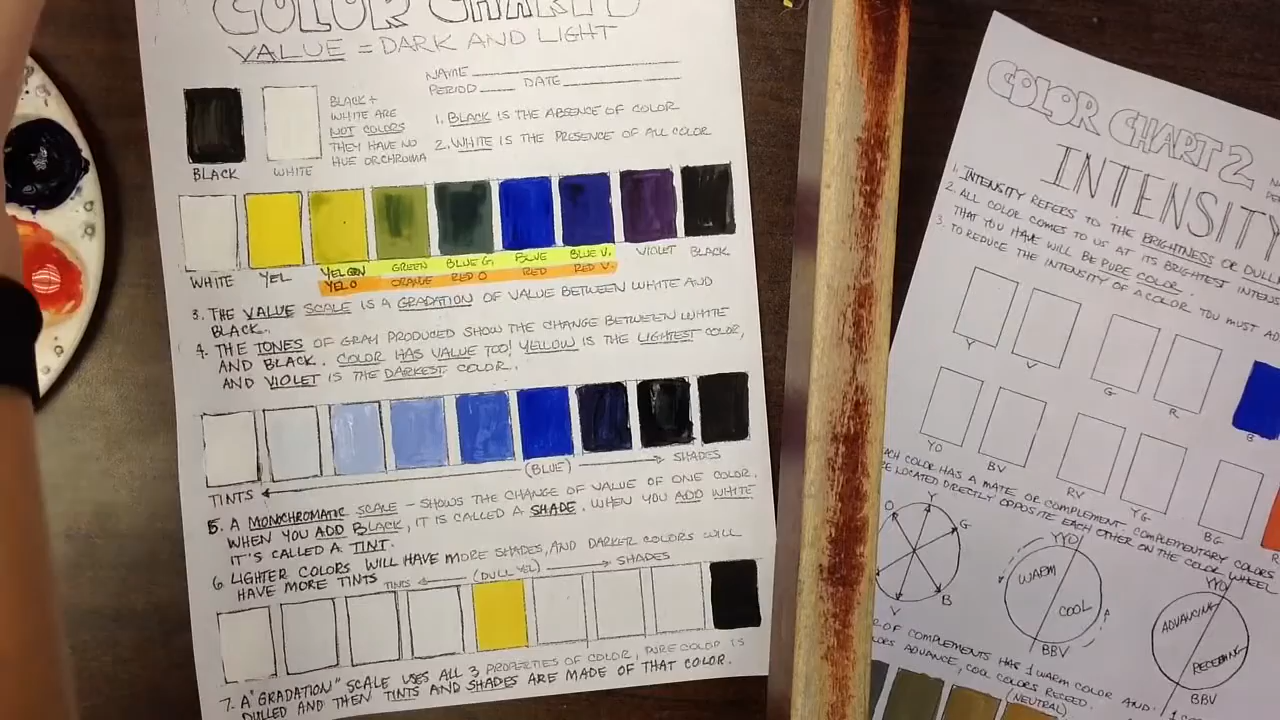 COLOR CHART 1
VALUE = DARK AND LIGHT
NAME
PERIOD DATE
BLACK +
WHITE ARE
NOT COLORS
THEY HAVE NO
HUE OR CHROMA
1. BLACK IS THE ABSENCE OF COLOR
2. WHITE IS THE PRESENCE OF ALL COLOR
BLACK WHITE
WHITE YEL YEL GRN GREEN BLUE G. BLUE BLUE V. VIOLET BLACK
YEL O ORANGE RED O RED RED V.
3. THE VALUE SCALE IS A GRADATION OF VALUE BETWEEN WHITE AND
BLACK.
4. THE TONES OF GRAY PRODUCED SHOW THE CHANGE BETWEEN WHITE
AND BLACK. COLOR HAS VALUE TOO! YELLOW IS THE LIGHTEST COLOR,
AND VIOLET IS THE DARKEST COLOR.
TINTS (BLUE) SHADES
5. A MONOCHROMATIC SCALE - SHOWS THE CHANGE OF VALUE OF ONE COLOR.
WHEN YOU ADD BLACK, IT IS CALLED A SHADE. WHEN YOU ADD WHITE
IT'S CALLED A TINT.
6. LIGHTER COLORS WILL HAVE MORE SHADES, AND DARKER COLORS WILL
HAVE MORE TINTS
TINTS (DULL YEL) SHADES
7. A "GRADATION" SCALE USES ALL 3 PROPERTIES OF COLOR, PURE COLOR IS
DULLED AND THEN TINTS AND SHADES ARE MADE OF THAT COLOR.
COLOR CHART 2
INTENSITY
1. INTENSITY REFERS TO THE BRIGHTNESS OR
2. ALL COLOR COMES TO US AT ITS BRIGHTEST
THAT YOU HAVE WILL BE PURE COLOR.
3. TO REDUCE THE INTENSITY OF A COLOR YOU MUST
Y V G R B
YO BV RV YG BG
COLOR HAS A MATE OR COMPLEMENT. COMPLEMENTARY COLORS
LOCATED DIRECTLY OPPOSITE EACH OTHER ON THE COLOR WHEEL
O Y G V B
YYO WARM COOL BBV
YYO ADVANCING RECEEDING BBV
OF COMPLEMENTS HAS 1 WARM COLOR AND
ADVANCE, COOL COLORS RECEED.
(NEUTRAL)